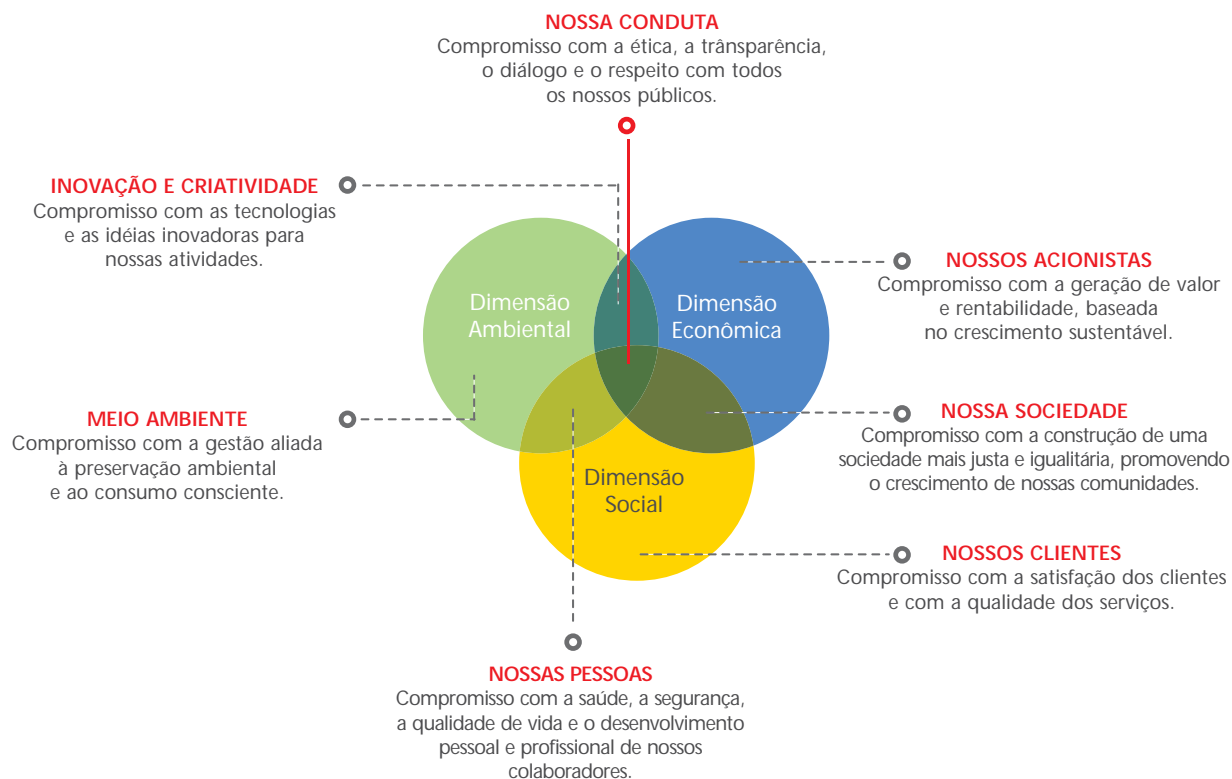 NOSSA CONDUTA
Compromisso com a ética, a trânsparência,
o diálogo e o respeito com todos
os nossos públicos.
INOVAÇÃO E CRIATIVIDADE
Compromisso com as tecnologias
e as idéias inovadoras para
nossas atividades.
NOSSOS ACIONISTAS
Compromisso com a geração de valor
e rentabilidade, baseada
no crescimento sustentável.
Dimensão
Ambiental
Dimensão
Econômica
MEIO AMBIENTE
Compromisso com a gestão aliada
à preservação ambiental
e ao consumo consciente.
NOSSA SOCIEDADE
Compromisso com a construção de uma
sociedade mais justa e igualitária, promovendo
o crescimento de nossas comunidades.
Dimensão
Social
NOSSOS CLIENTES
Compromisso com a satisfação dos clientes
e com a qualidade dos serviços.
NOSSAS PESSOAS
Compromisso com a saúde, a segurança,
a qualidade de vida e o desenvolvimento
pessoal e profissional de nossos
colaboradores.